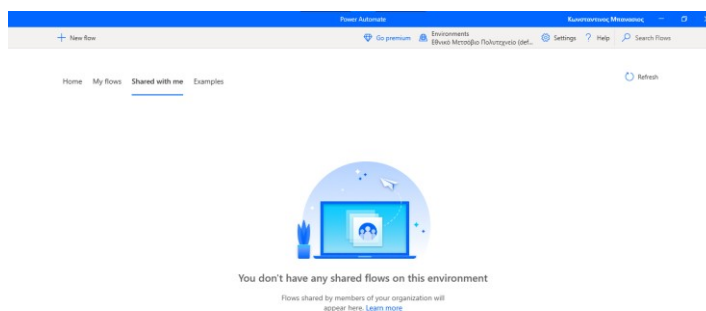 Power Automate
Κωνσταντινος Μπανασιος
New flow
Go premium
Environments
Εθνικό Μετσόβιο Πολυτεχνείο (def...
Settings
Help
Search Flows
Home
My flows
Shared with me
Examples
Refresh
You don't have any shared flows on this environment
Flows shared by members of your organization will
appear here. Learn more